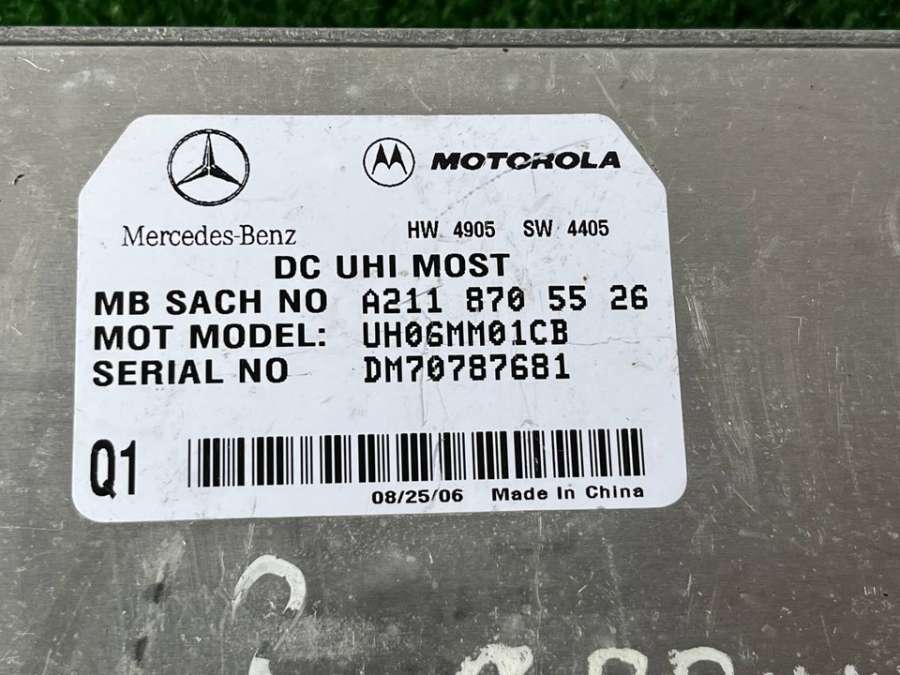 MOTOROLA
Mercedes-Benz
HW 4905 SW 4405
DC UHI MOST
MB SACH NO A211 870 55 26
MOT MODEL: UH06MM01CB
SERIAL NO DM70787681
Q1
08/25/06 Made In China